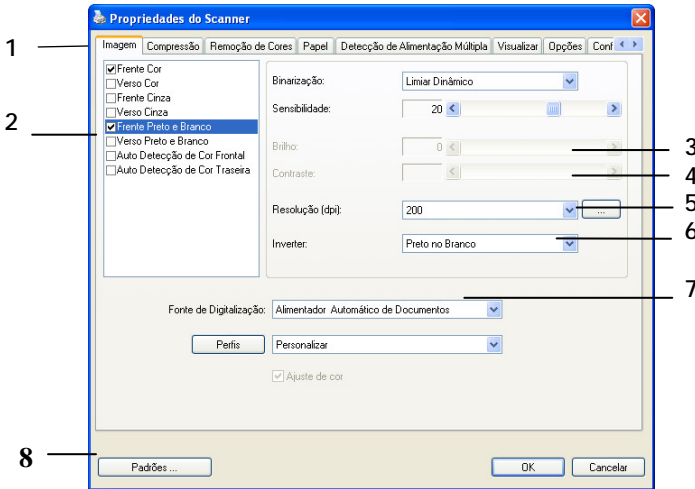 Propriedades do Scanner
1
Imagem Compressão Remoção de Cores Papel Detecção de Alimentação Múltipla Visualizar Opções Conf
2
Frente Cor
Verso Cor
Frente Cinza
Verso Cinza
Frente Preto e Branco
Verso Preto e Branco
Auto Detecção de Cor Frontal
Auto Detecção de Cor Traseira
Binarização: Limiar Dinâmico
Sensibilidade: 20
Brilho: 0 3
Contraste: 4
Resolução (dpi): 200 ... 5
Inverter: Preto no Branco 6
7
Fonte de Digitalização: Alimentador Automático de Documentos
Perfis Personalizar
Ajuste de cor
8
Padrões ... OK Cancelar